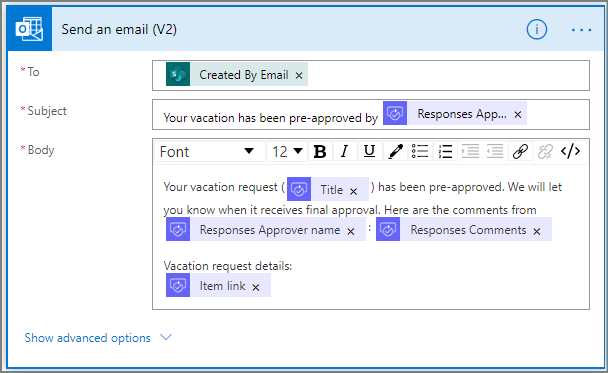 Send an email (V2)
* To
Created By Email ×
* Subject
Your vacation has been pre-approved by Responses App... ×
* Body
Font 12 B I U </>
Your vacation request ( Title × ) has been pre-approved. We will let
you know when it receives final approval. Here are the comments from
Responses Approver name × : Responses Comments ×
Vacation request details:
Item link ×
Show advanced options